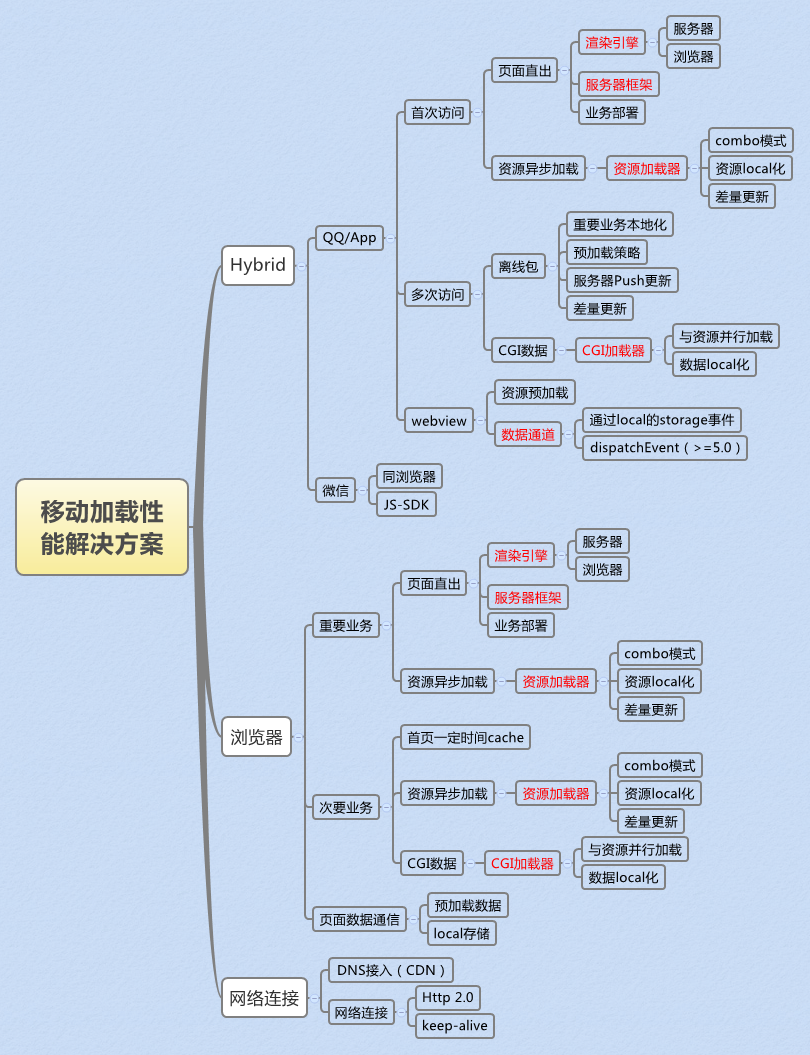 移动加载性
能解决方案
Hybrid
QQ/App
首次访问
页面直出
渲染引擎
服务器
浏览器
服务器框架
业务部署
资源异步加载
资源加载器
combo模式
资源local化
差量更新
多次访问
离线包
重要业务本地化
预加载策略
服务器Push更新
差量更新
CGI数据
CGI加载器
与资源并行加载
数据local化
webview
资源预加载
数据通道
通过local的storage事件
dispatchEvent（>=5.0）
微信
同浏览器
JS-SDK
浏览器
重要业务
页面直出
渲染引擎
服务器
浏览器
服务器框架
业务部署
资源异步加载
资源加载器
combo模式
资源local化
差量更新
次要业务
首页一定时间cache
资源异步加载
资源加载器
combo模式
资源local化
差量更新
CGI数据
CGI加载器
与资源并行加载
数据local化
页面数据通信
预加载数据
local存储
网络连接
DNS接入（CDN）
网络连接
Http 2.0
keep-alive